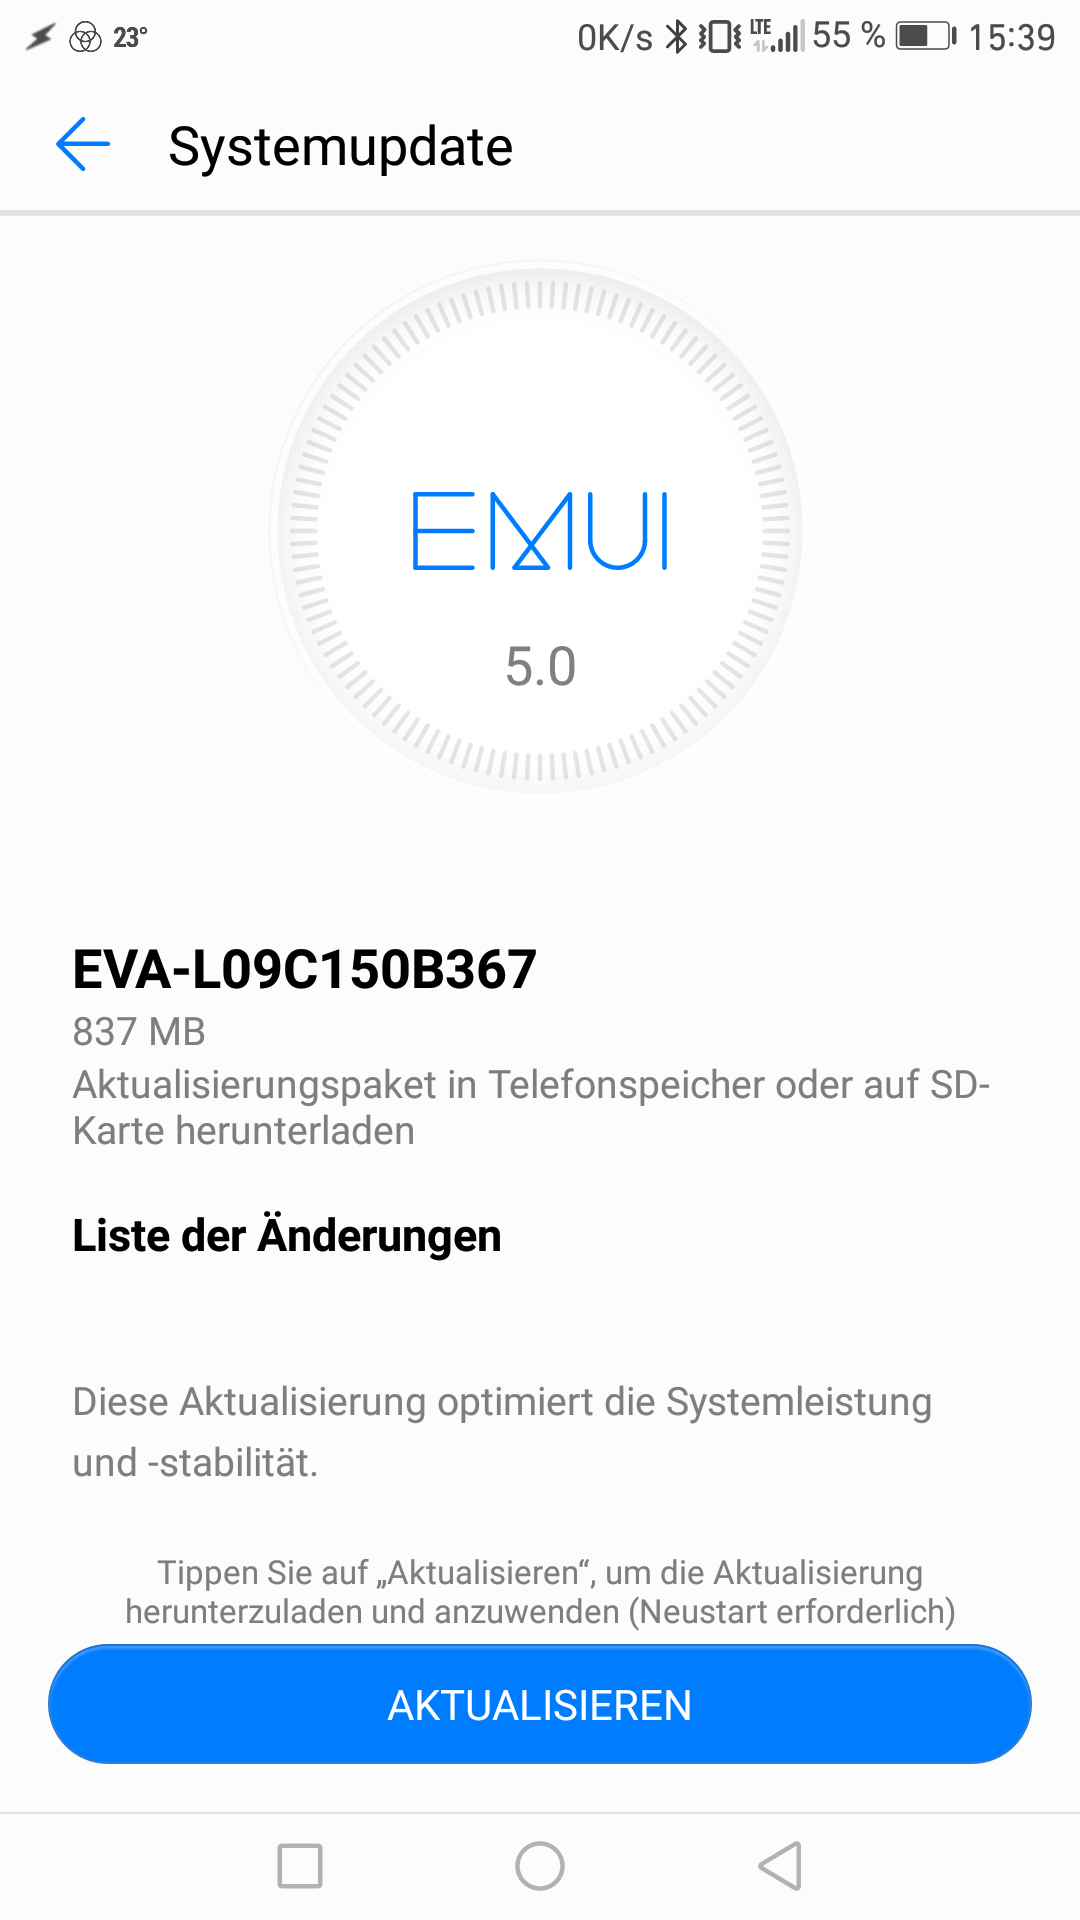 23° 0K/s LTE 55 % 15:39
Systemupdate
EMUI
5.0
EVA-L09C150B367
837 MB
Aktualisierungspaket in Telefonspeicher oder auf SD-
Karte herunterladen
Liste der Änderungen
Diese Aktualisierung optimiert die Systemleistung
und -stabilität.
Tippen Sie auf „Aktualisieren“, um die Aktualisierung
herunterzuladen und anzuwenden (Neustart erforderlich)
AKTUALISIEREN